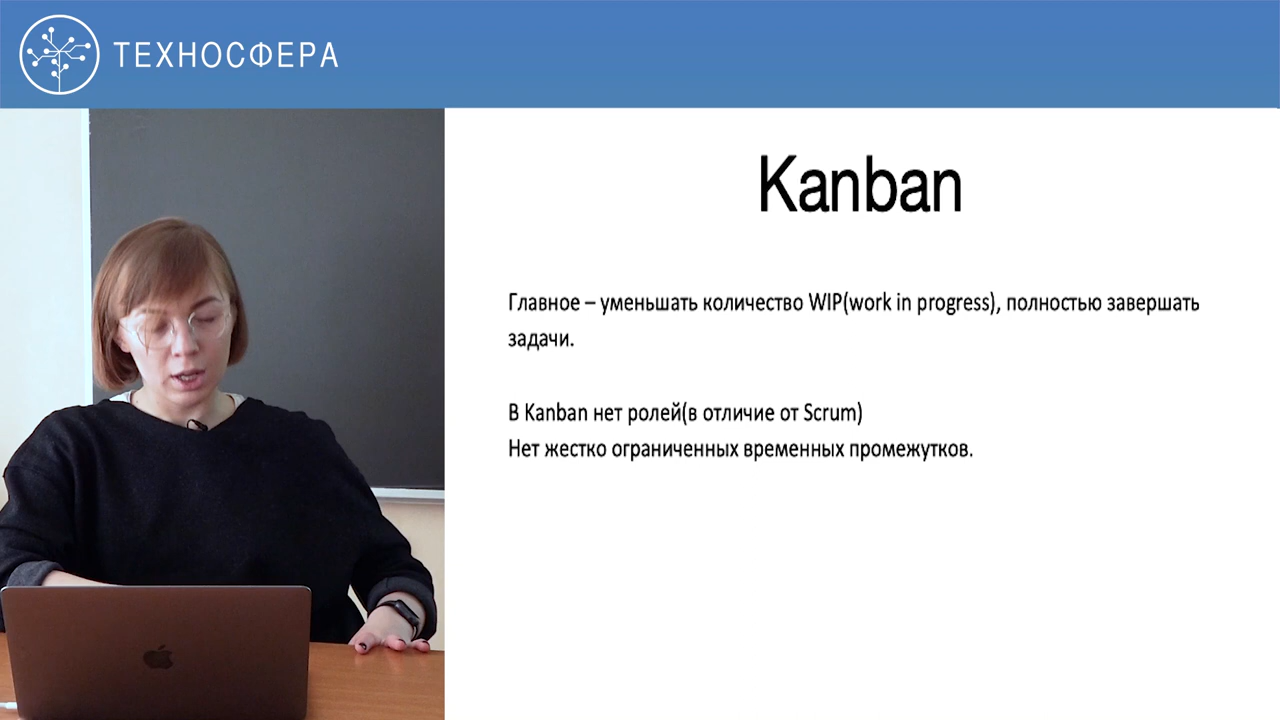 ТЕХНОСФЕРА
Kanban
Главное – уменьшать количество WIP(work in progress), полностью завершать
задачи.
В Kanban нет ролей(в отличие от Scrum)
Нет жестко ограниченных временных промежутков.